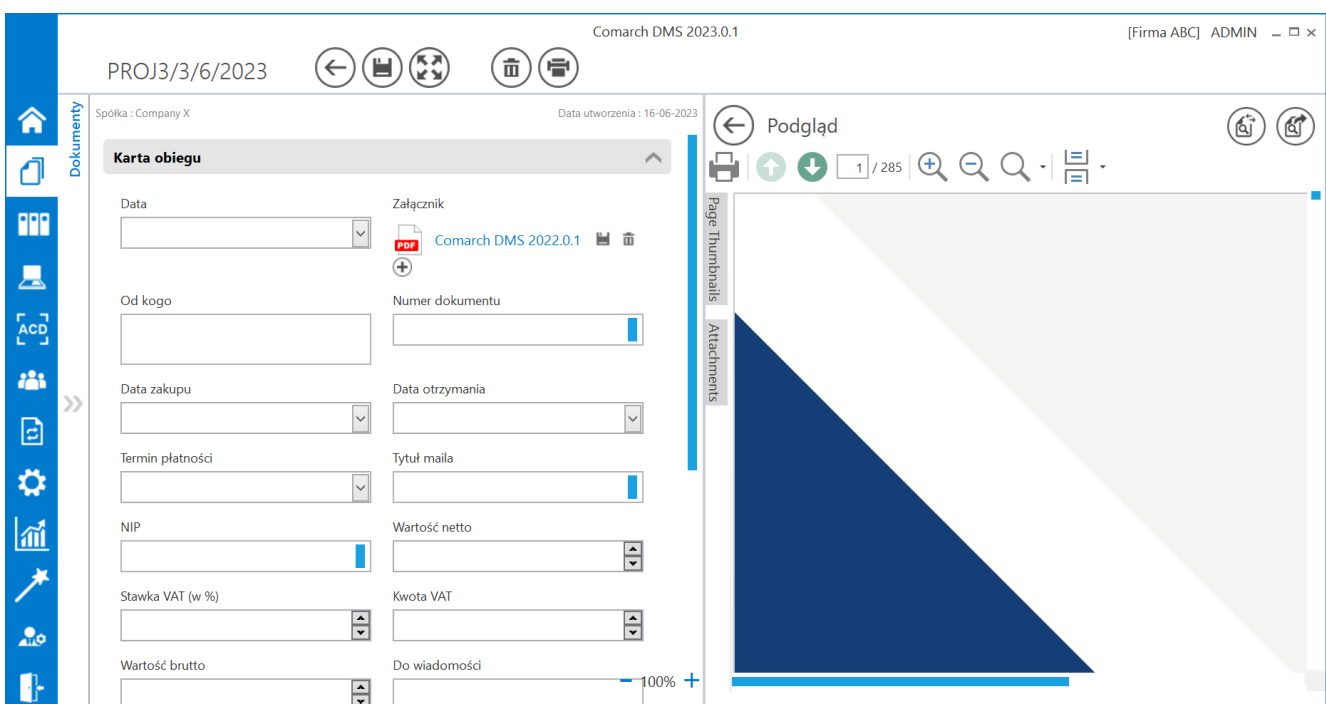 Comarch DMS 2023.0.1
[Firma ABC] ADMIN
PROJ3/3/6/2023
Dokumenty
Spółka : Company X
Data utworzenia : 16-06-2023
Karta obiegu
Data
Załącznik
PDF
Comarch DMS 2022.0.1
Od kogo
Numer dokumentu
Data zakupu
Data otrzymania
Termin płatności
Tytuł maila
NIP
Wartość netto
Stawka VAT (w %)
Kwota VAT
Wartość brutto
Do wiadomości
100%
ACD
Podgląd
1 / 285
Page Thumbnails
Attachments